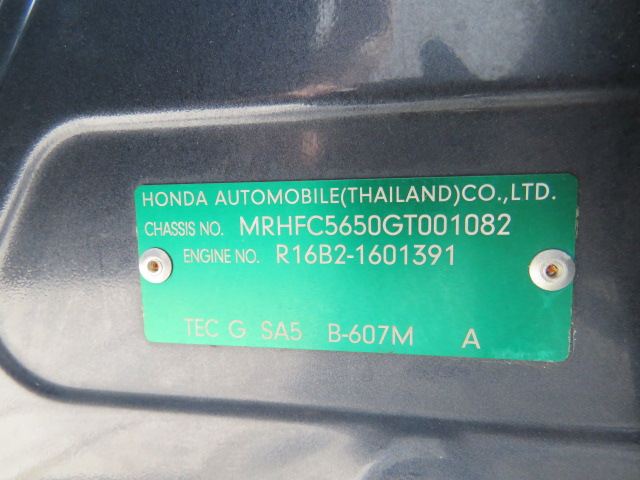 HONDA AUTOMOBILE(THAILAND)CO.,LTD.
CHASSIS NO. MRHFC5650GT001082
ENGINE NO. R16B2-1601391
TEC G SA5 B-607M A